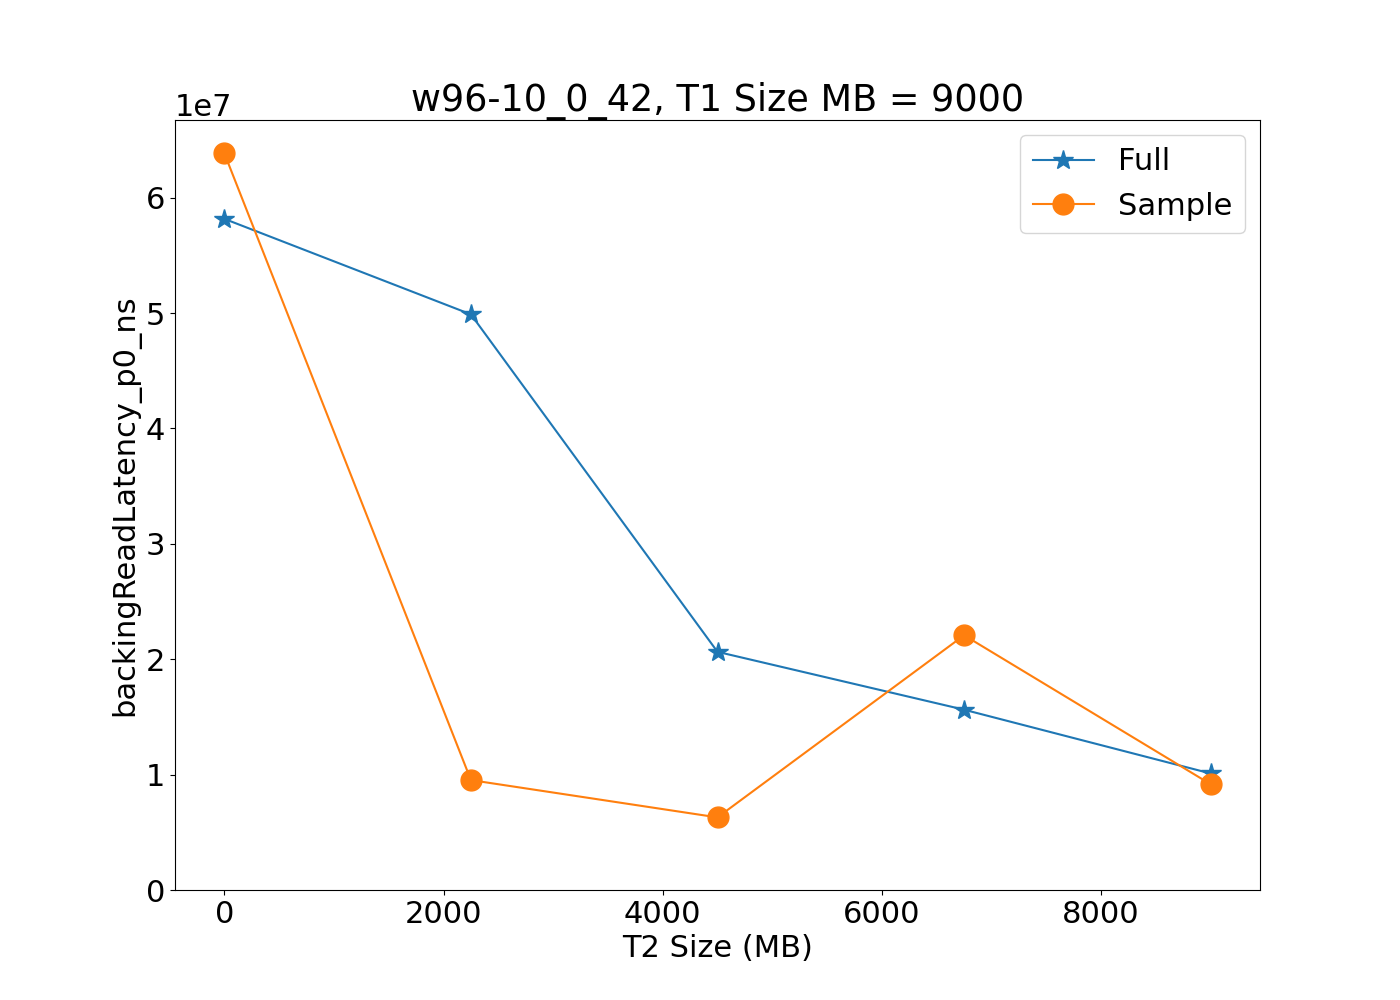 w96-10_0_42, T1 Size MB = 9000
1e7
Full
Sample
6
5
4
3
2
1
0
backingReadLatency_p0_ns
0 2000 4000 6000 8000
T2 Size (MB)